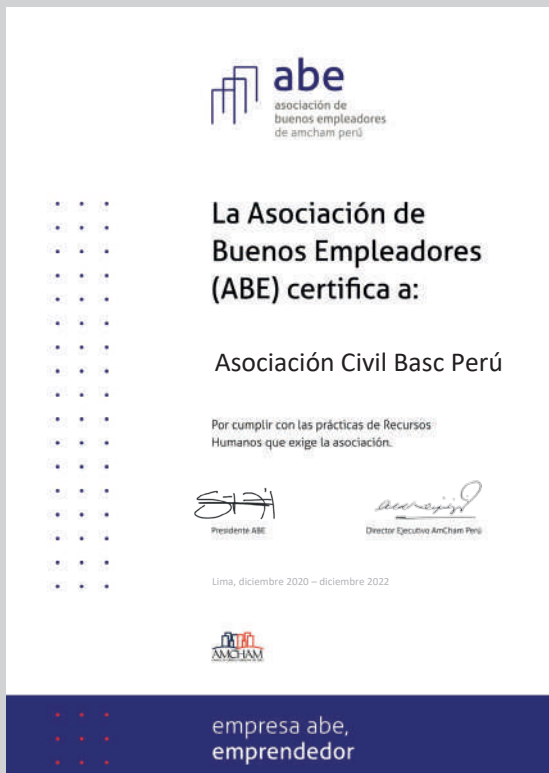 abe
asociación de
buenos empleadores
de amcham perú
La Asociación de
Buenos Empleadores
(ABE) certifica a:
Asociación Civil Basc Perú
Por cumplir con las prácticas de Recursos
Humanos que exige la asociación.
Presidente ABE
Director Ejecutivo AmCham Perú
Lima, diciembre 2020 – diciembre 2022
AMCHAM
empresa abe,
emprendedor